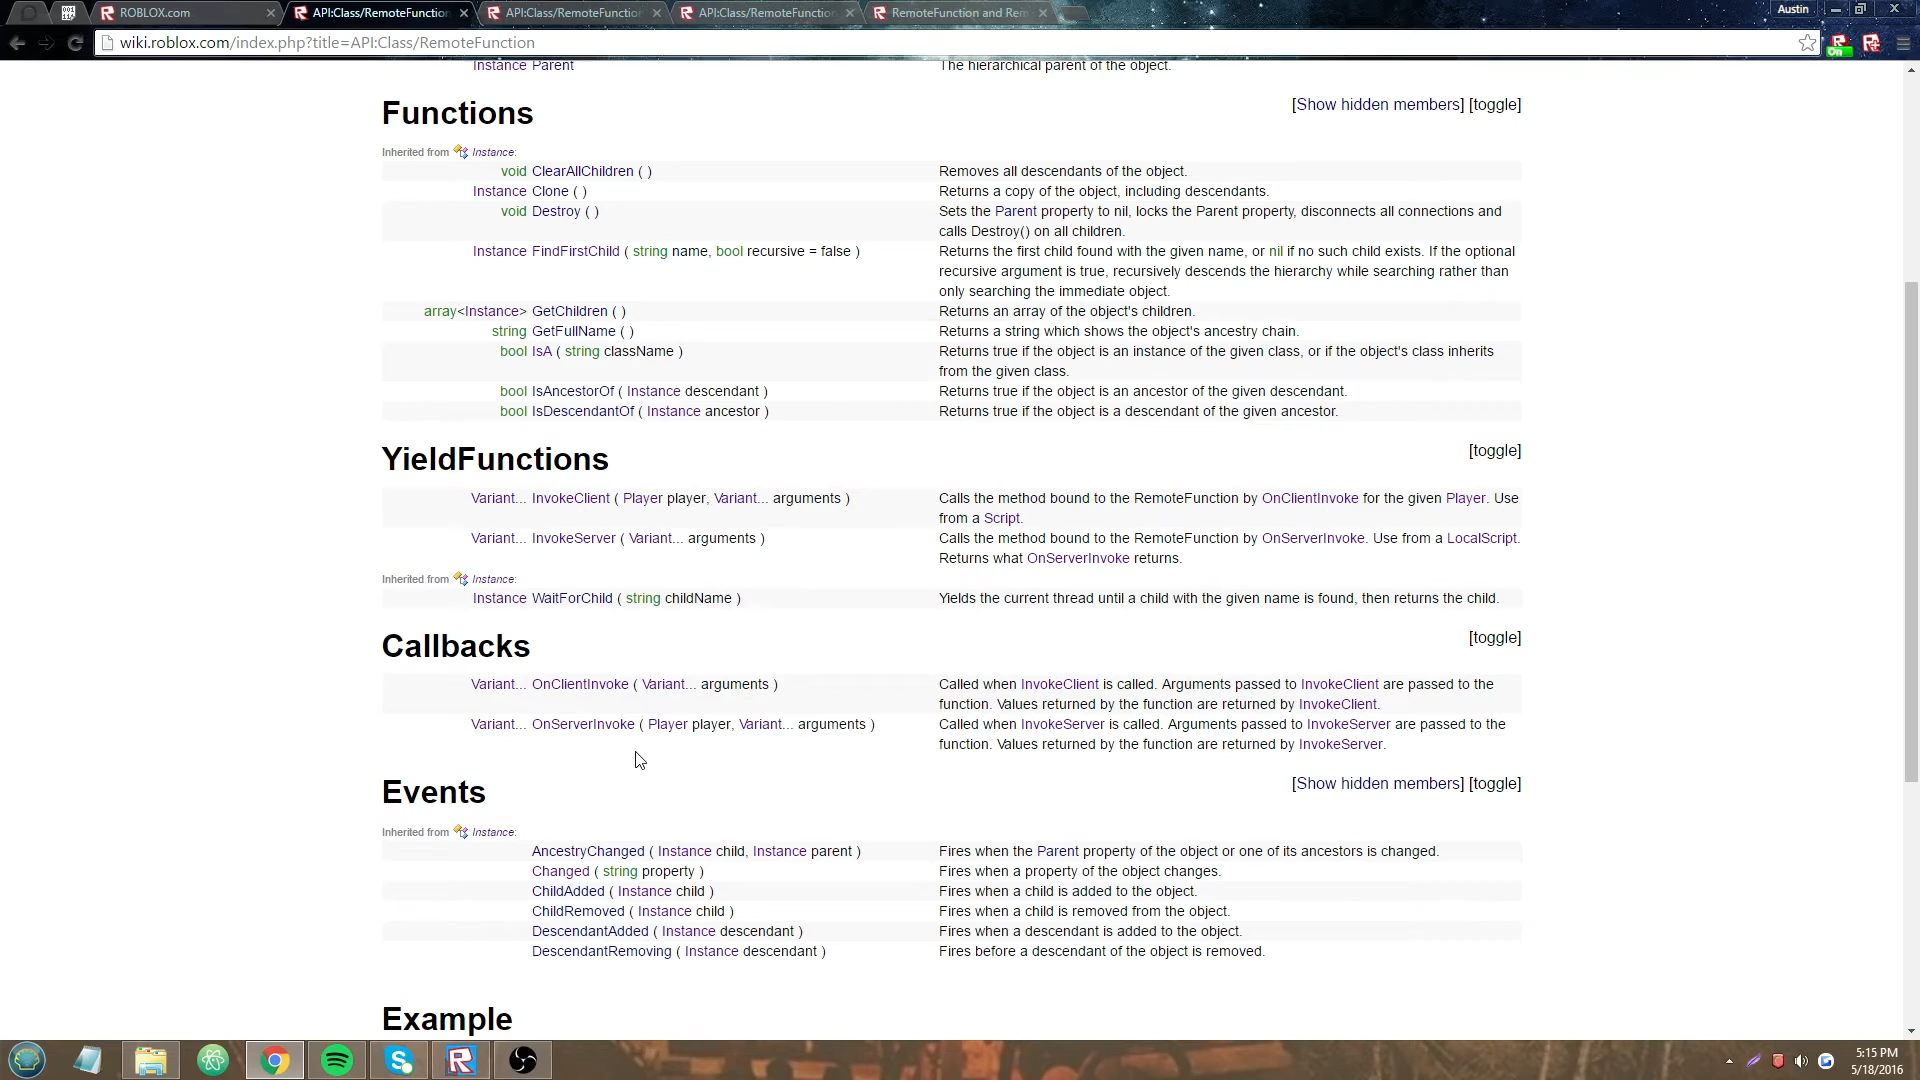 ROBLOX.com
API:Class/RemoteFunction
API:Class/RemoteFunctio
API:Class/RemoteFunctio
RemoteFunction and Re
Austin
wiki.roblox.com/index.php?title=API:Class/RemoteFunction
On
Instance Parent The hierarchical parent of the object.
Functions [Show hidden members] [toggle]
Inherited from Instance:
void ClearAllChildren ( ) Removes all descendants of the object.
Instance Clone ( ) Returns a copy of the object, including descendants.
void Destroy ( ) Sets the Parent property to nil, locks the Parent property, disconnects all connections and
calls Destroy() on all children.
Instance FindFirstChild ( string name, bool recursive = false ) Returns the first child found with the given name, or nil if no such child exists. If the optional
recursive argument is true, recursively descends the hierarchy while searching rather than
only searching the immediate object.
array<Instance> GetChildren ( ) Returns an array of the object's children.
string GetFullName ( ) Returns a string which shows the object's ancestry chain.
bool IsA ( string className ) Returns true if the object is an instance of the given class, or if the object's class inherits
from the given class.
bool IsAncestorOf ( Instance descendant ) Returns true if the object is an ancestor of the given descendant.
bool IsDescendantOf ( Instance ancestor ) Returns true if the object is a descendant of the given ancestor.
YieldFunctions [toggle]
Variant... InvokeClient ( Player player, Variant... arguments ) Calls the method bound to the RemoteFunction by OnClientInvoke for the given Player. Use
from a Script.
Variant... InvokeServer ( Variant... arguments ) Calls the method bound to the RemoteFunction by OnServerInvoke. Use from a LocalScript.
Returns what OnServerInvoke returns.
Inherited from Instance:
Instance WaitForChild ( string childName ) Yields the current thread until a child with the given name is found, then returns the child.
Callbacks [toggle]
Variant... OnClientInvoke ( Variant... arguments ) Called when InvokeClient is called. Arguments passed to InvokeClient are passed to the
function. Values returned by the function are returned by InvokeClient.
Variant... OnServerInvoke ( Player player, Variant... arguments ) Called when InvokeServer is called. Arguments passed to InvokeServer are passed to the
function. Values returned by the function are returned by InvokeServer.
Events [Show hidden members] [toggle]
Inherited from Instance:
AncestryChanged ( Instance child, Instance parent ) Fires when the Parent property of the object or one of its ancestors is changed.
Changed ( string property ) Fires when a property of the object changes.
ChildAdded ( Instance child ) Fires when a child is added to the object.
ChildRemoved ( Instance child ) Fires when a child is removed from the object.
DescendantAdded ( Instance descendant ) Fires when a descendant is added to the object.
DescendantRemoving ( Instance descendant ) Fires before a descendant of the object is removed.
Example
5:15 PM
5/18/2016